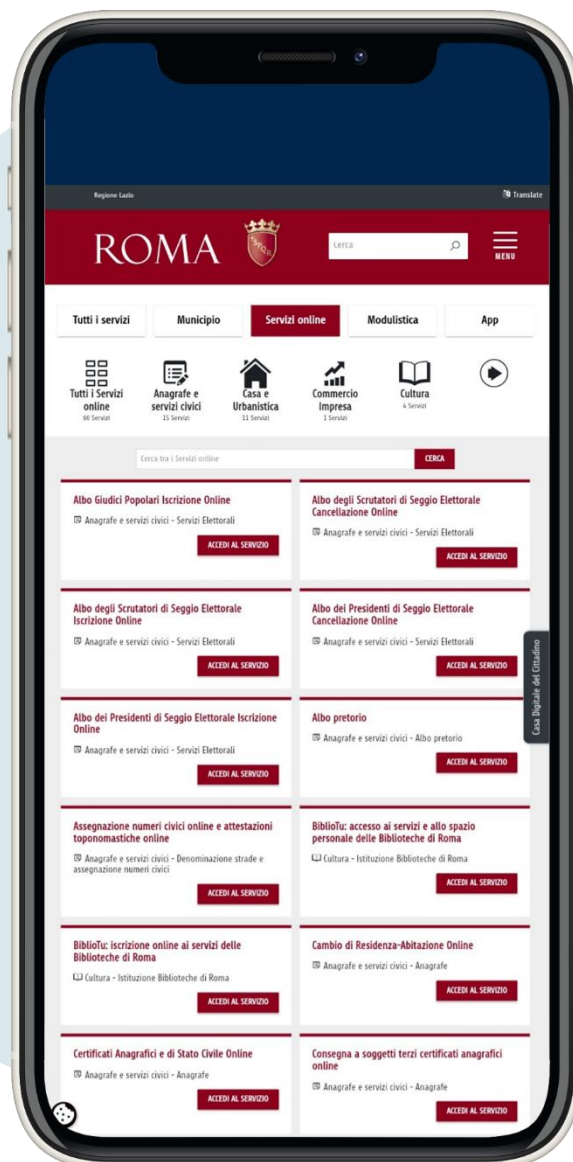 Regione Lazio
Translate
ROMA
SPQR
Cerca
MENU
Tutti i servizi
Municipio
Servizi online
Modulistica
App
Tutti i Servizi
online
Anagrafe e
servizi civici
15 Servizi
Casa e
Urbanistica
11 Servizi
Commercio
Impresa
1 Servizi
Cultura
4 Servizi
Cerca tra i Servizi online
CERCA
Albo Giudici Popolari Iscrizione Online
Anagrafe e servizi civici - Servizi Elettorali
ACCEDI AL SERVIZIO
Albo degli Scrutatori di Seggio Elettorale
Cancellazione Online
Anagrafe e servizi civici - Servizi Elettorali
ACCEDI AL SERVIZIO
Albo degli Scrutatori di Seggio Elettorale
Iscrizione Online
Anagrafe e servizi civici - Servizi Elettorali
ACCEDI AL SERVIZIO
Albo dei Presidenti di Seggio Elettorale
Cancellazione Online
Anagrafe e servizi civici - Servizi Elettorali
ACCEDI AL SERVIZIO
Casa Digitale del Cittadino
Albo dei Presidenti di Seggio Elettorale Iscrizione
Online
Anagrafe e servizi civici - Servizi Elettorali
ACCEDI AL SERVIZIO
Albo pretorio
Anagrafe e servizi civici - Albo pretorio
ACCEDI AL SERVIZIO
Assegnazione numeri civici online e attestazioni
toponomastiche online
Anagrafe e servizi civici - Denominazione strade e
assegnazione numeri civici
ACCEDI AL SERVIZIO
BiblioTu: accesso ai servizi e allo spazio
personale delle Biblioteche di Roma
Cultura - Istituzione Biblioteche di Roma
ACCEDI AL SERVIZIO
BiblioTu: iscrizione online ai servizi delle
Biblioteche di Roma
Cultura - Istituzione Biblioteche di Roma
ACCEDI AL SERVIZIO
Cambio di Residenza-Abitazione Online
Anagrafe e servizi civici - Anagrafe
ACCEDI AL SERVIZIO
Certificati Anagrafici e di Stato Civile Online
Anagrafe e servizi civici - Anagrafe
ACCEDI AL SERVIZIO
Consegna a soggetti terzi certificati anagrafici
online
Anagrafe e servizi civici - Anagrafe
ACCEDI AL SERVIZIO